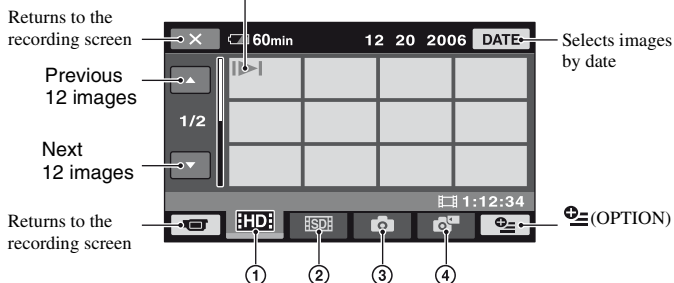 Returns to the
recording screen
60min
12 20 2006
DATE
Selects images
by date
Previous
12 images
1/2
Next
12 images
1:12:34
Returns to the
recording screen
HD
SD
(OPTION)
① ② ③ ④